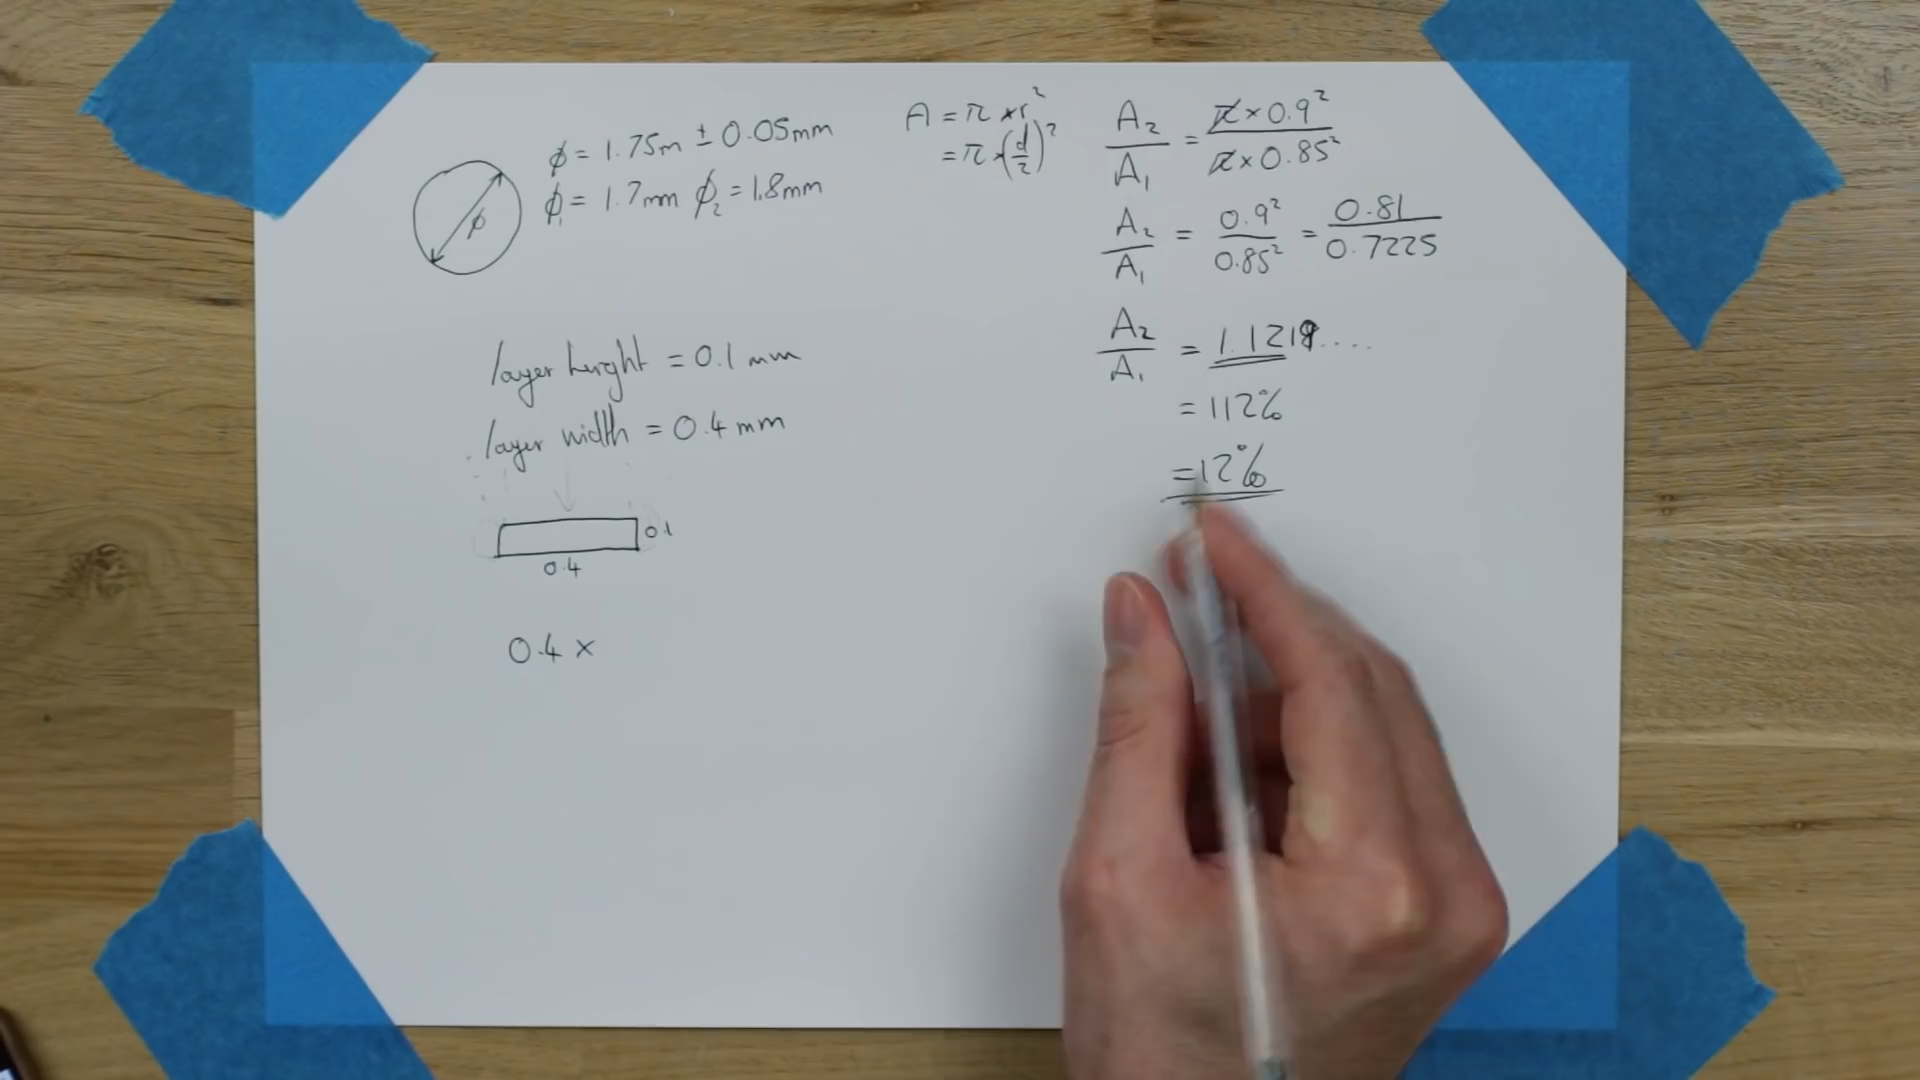 ϕ = 1.75m ± 0.05mm
ϕ₁ = 1.7mm ϕ₂ = 1.8mm
ϕ
layer height = 0.1 mm
layer width = 0.4 mm
0.1
0.4
0.4 ×
A = π × r²
= π × (d/2)²
A₂/A₁ = π × 0.9² / π × 0.85²
A₂/A₁ = 0.9²/0.85² = 0.81/0.7225
A₂/A₁ = 1.1219....
= 112%
= 12%